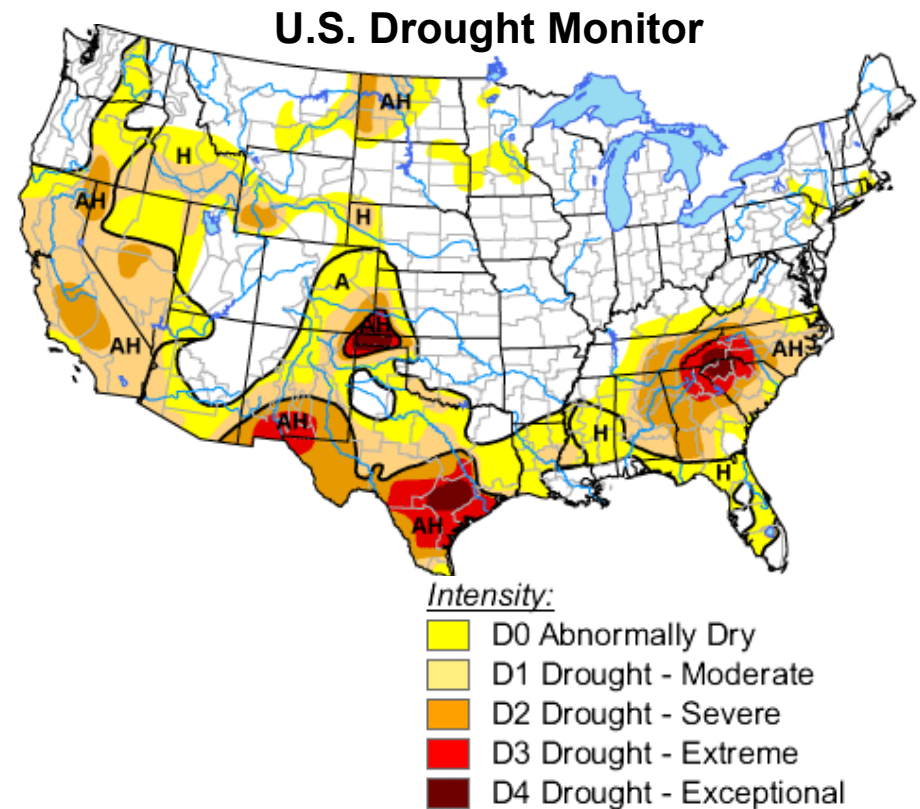 U.S. Drought Monitor
AH
H
AH
H
A
AH
AH
AH
AH
H
H
AH
Intensity:
D0 Abnormally Dry
D1 Drought - Moderate
D2 Drought - Severe
D3 Drought - Extreme
D4 Drought - Exceptional